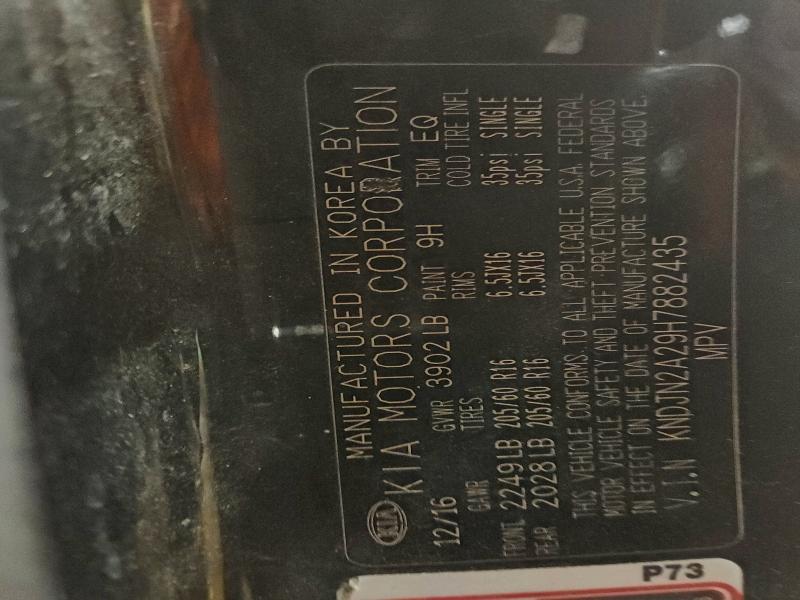 MANUFACTURED IN KOREA BY
KIA KIA MOTORS CORPORATION
12/16 GVWR 3902 LB PAINT 9H TRIM EQ
GAWR TIRES RIMS COLD TIRE INFL
FRONT 2249LB 205/60 R16 6.5JX16 35psi SINGLE
REAR 2028LB 205/60 R16 6.5JX16 35psi SINGLE
THIS VEHICLE CONFORMS TO ALL APPLICABLE U.S.A. FEDERAL
MOTOR VEHICLE SAFETY AND THEFT PREVENTION STANDARDS
IN EFFECT ON THE DATE OF MANUFACTURE SHOWN ABOVE.
V.I.N KNDJN2A29H7882435
MPV
P73